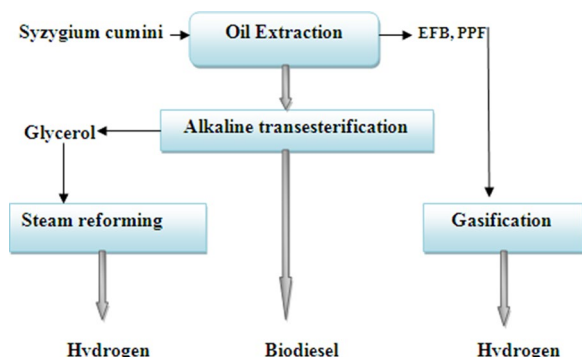 Syzygium cumini
Oil Extraction
EFB, PPF
Alkaline transesterification
Glycerol
Steam reforming
Gasification
Hydrogen
Biodiesel
Hydrogen